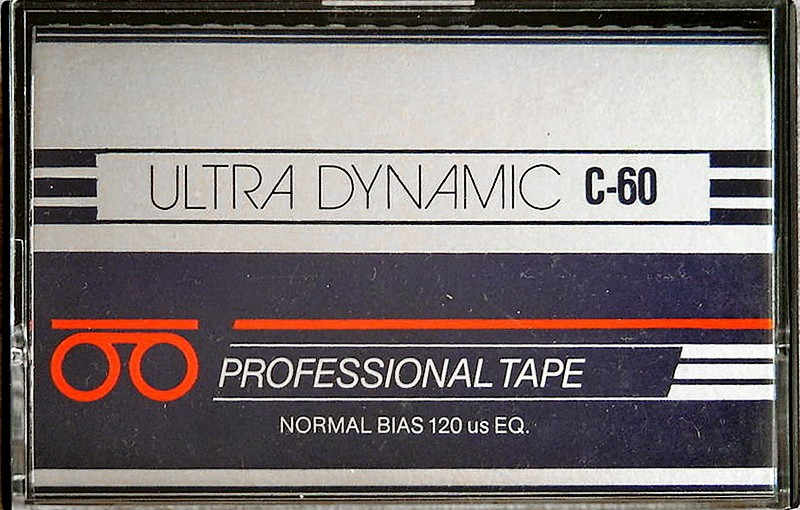 ULTRA DYNAMIC C-60
PROFESSIONAL TAPE
NORMAL BIAS 120 us EQ.